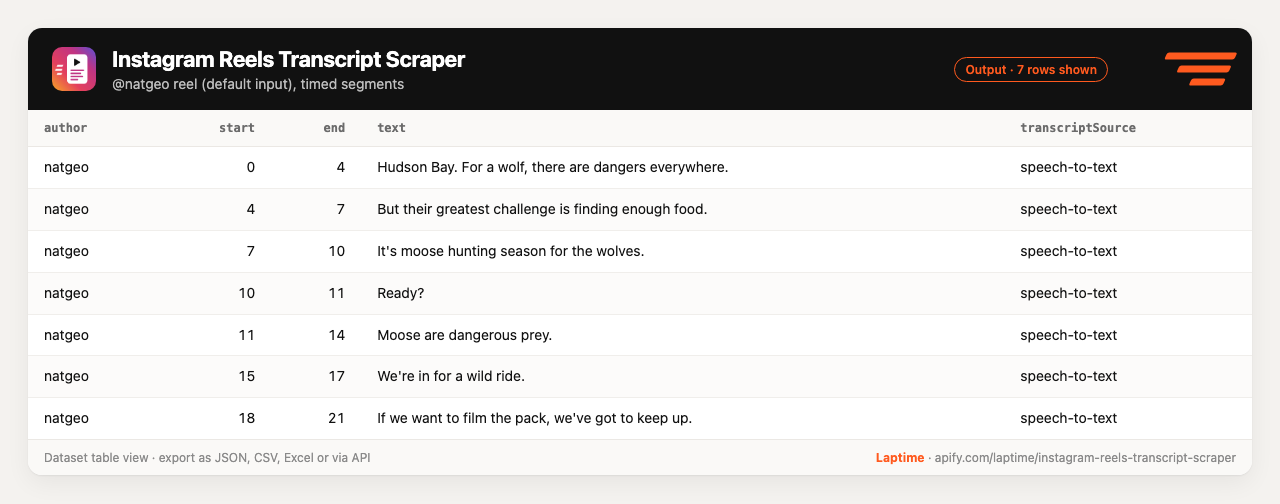 Instagram Reels Transcript Scraper
@natgeo reel (default input), timed segments
Output · 7 rows shown
author start end text transcriptSource
natgeo 0 4 Hudson Bay. For a wolf, there are dangers everywhere. speech-to-text
natgeo 4 7 But their greatest challenge is finding enough food. speech-to-text
natgeo 7 10 It's moose hunting season for the wolves. speech-to-text
natgeo 10 11 Ready? speech-to-text
natgeo 11 14 Moose are dangerous prey. speech-to-text
natgeo 15 17 We're in for a wild ride. speech-to-text
natgeo 18 21 If we want to film the pack, we've got to keep up. speech-to-text
Dataset table view · export as JSON, CSV, Excel or via API
Laptime · apify.com/laptime/instagram-reels-transcript-scraper